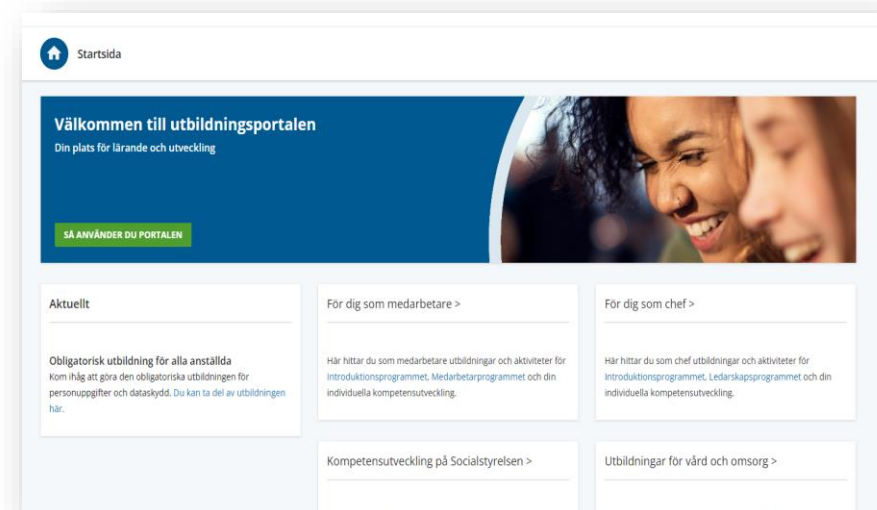 Startsida
Välkommen till utbildningsportalen
Din plats för lärande och utveckling
SÅ ANVÄNDER DU PORTALEN
Aktuellt
Obligatorisk utbildning för alla anställda
Kom ihåg att göra den obligatoriska utbildningen för
personuppgifter och dataskydd. Du kan ta del av utbildningen
här.
För dig som medarbetare >
Här hittar du som medarbetare utbildningar och aktiviteter för
Introduktionsprogrammet, Medarbetarprogrammet och din
individuella kompetensutveckling.
För dig som chef >
Här hittar du som chef utbildningar och aktiviteter för
Introduktionsprogrammet, Ledarskapsprogrammet och din
individuella kompetensutveckling.
Kompetensutveckling på Socialstyrelsen >
Utbildningar för vård och omsorg >